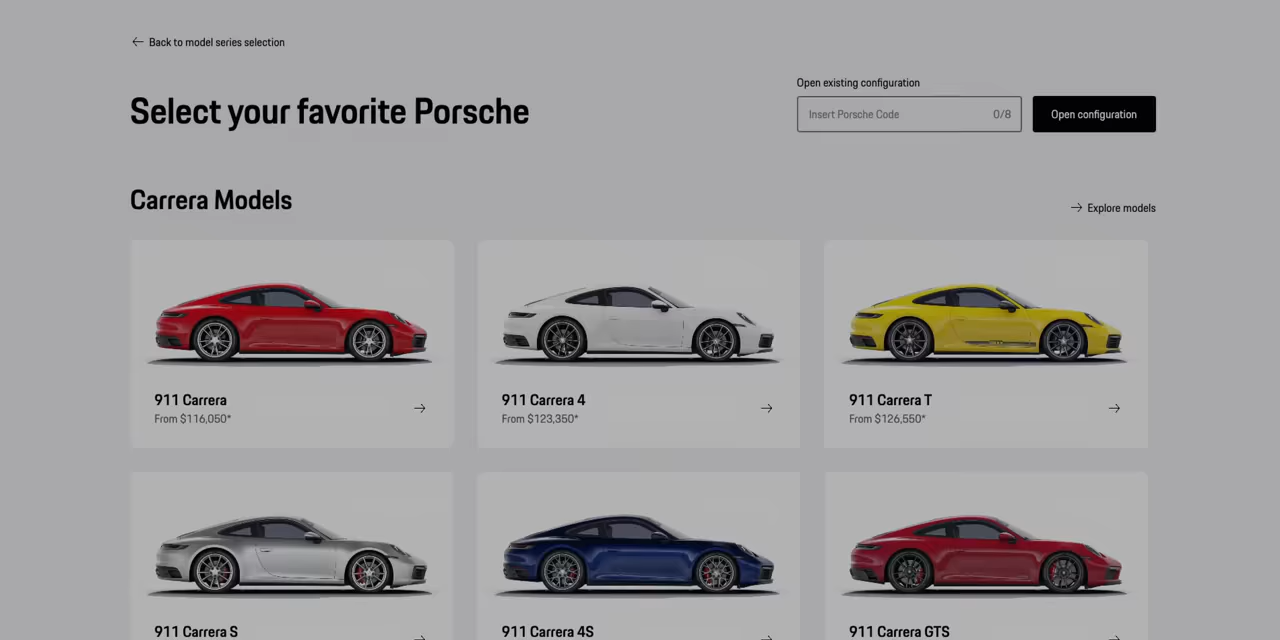 Back to model series selection
Select your favorite Porsche
Open existing configuration
Insert Porsche Code 0/8
Open configuration
Carrera Models
Explore models
911 Carrera
From $116,050*
911 Carrera 4
From $123,350*
911 Carrera T
From $126,550*
911 Carrera S
911 Carrera 4S
911 Carrera GTS